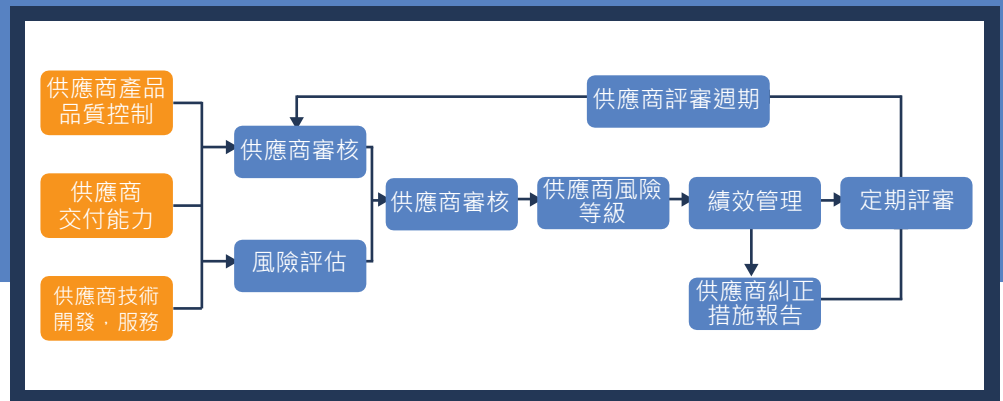 供應商產品
品質控制
供應商
交付能力
供應商技術
開發．服務
供應商審核
風險評估
供應商審核
供應商風險
等級
績效管理
定期評審
供應商評審週期
供應商糾正
措施報告